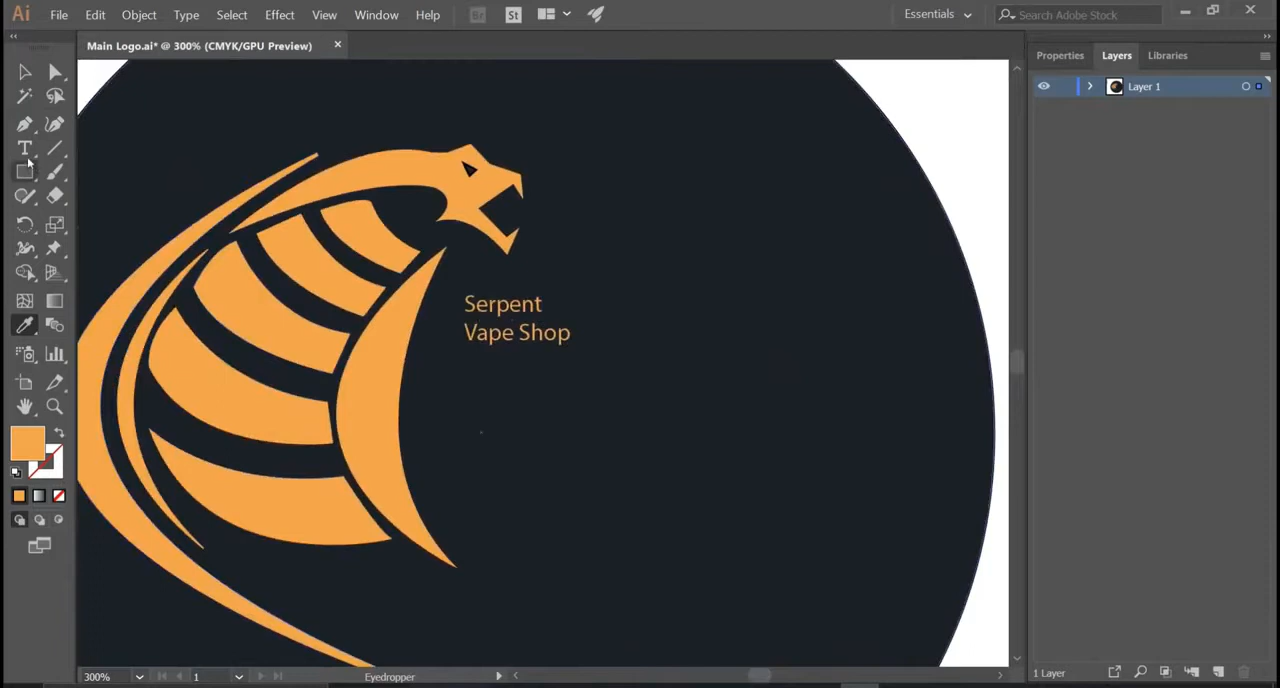 Ai File Edit Object Type Select Effect View Window Help Br St Essentials Search Adobe Stock
Main Logo.ai* @ 300% (CMYK/GPU Preview) ×
Properties Layers Libraries
Layer 1
T
Serpent
Vape Shop
1 Layer
300% 1 Eyedropper